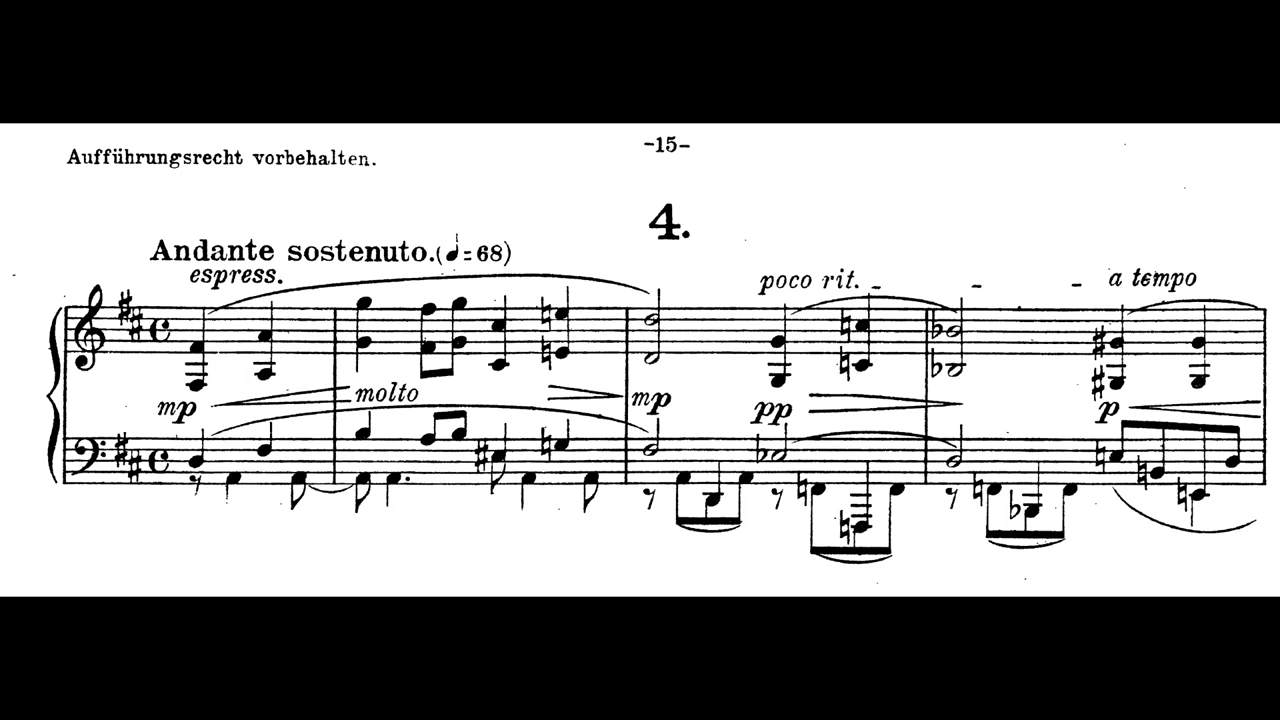 -15-
Aufführungsrecht vorbehalten.
4.
Andante sostenuto.(♩=68)
espress.
poco rit. - - - a tempo
mp molto mp pp p